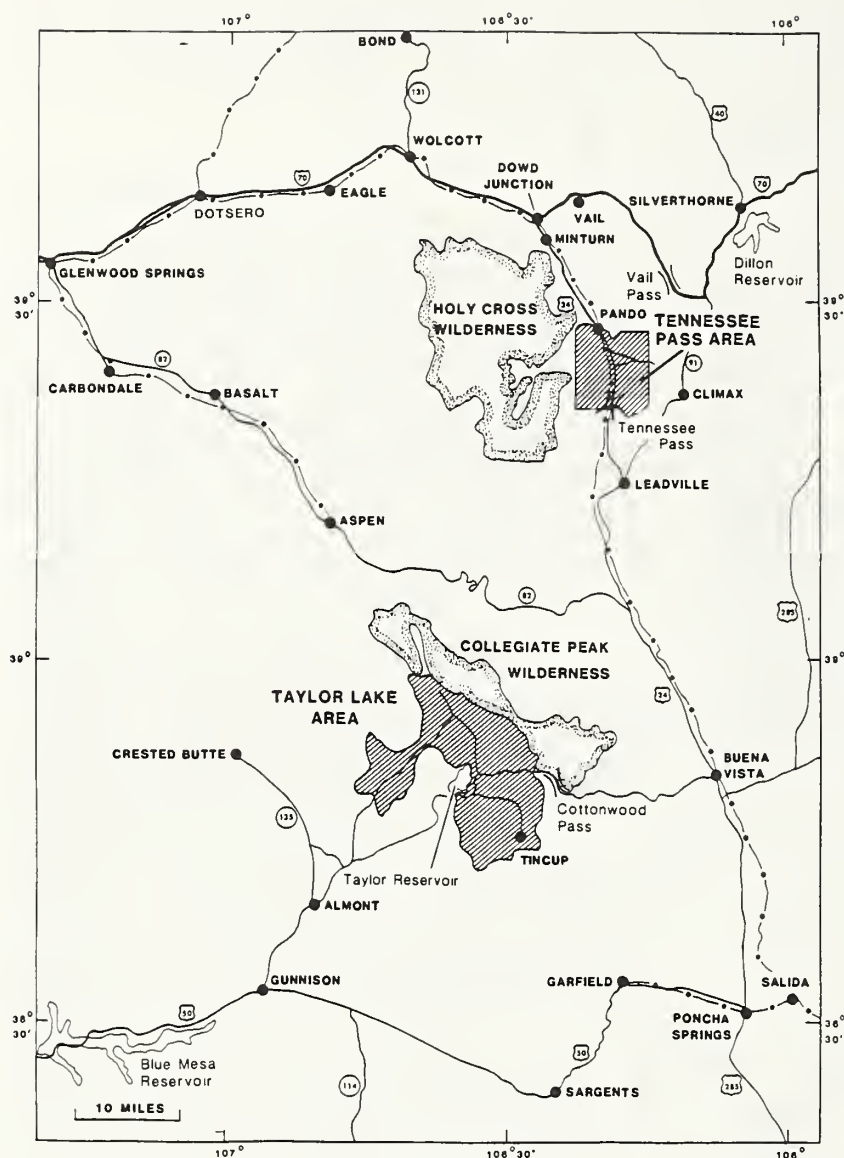 107°
106° 30'
106°
BOND
131
40
WOLCOTT
DOWD
JUNCTION
70
EAGLE
DOTSERO
VAIL
SILVERTHORNE
70
MINTURN
GLENWOOD SPRINGS
Vail
Pass
Dillon
Reservoir
39°
30'
39°
30'
HOLY CROSS
WILDERNESS
24
PANDO
TENNESSEE
PASS AREA
82
CARBONDALE
BASALT
91
CLIMAX
Tennessee
Pass
LEADVILLE
ASPEN
82
285
39°
39°
COLLEGIATE PEAK
WILDERNESS
24
TAYLOR LAKE
AREA
CRESTED BUTTE
BUENA
VISTA
135
Cottonwood
Pass
TINCUP
Taylor Reservoir
ALMONT
GUNNISON
GARFIELD
SALIDA
PONCHA
SPRINGS
38°
30'
38°
30'
50
Blue Mesa
Reservoir
50
114
285
10 MILES
SARGENTS
107°
106° 30'
106°